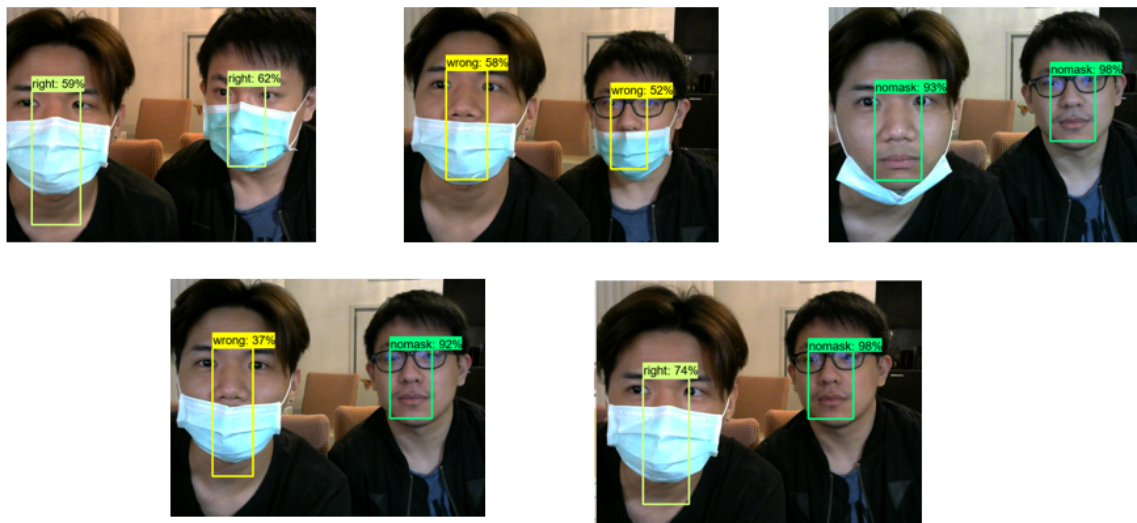 right: 59%
right: 62%
wrong: 58%
wrong: 52%
nomask: 93%
nomask: 98%
wrong: 37%
nomask: 92%
right: 74%
nomask: 98%